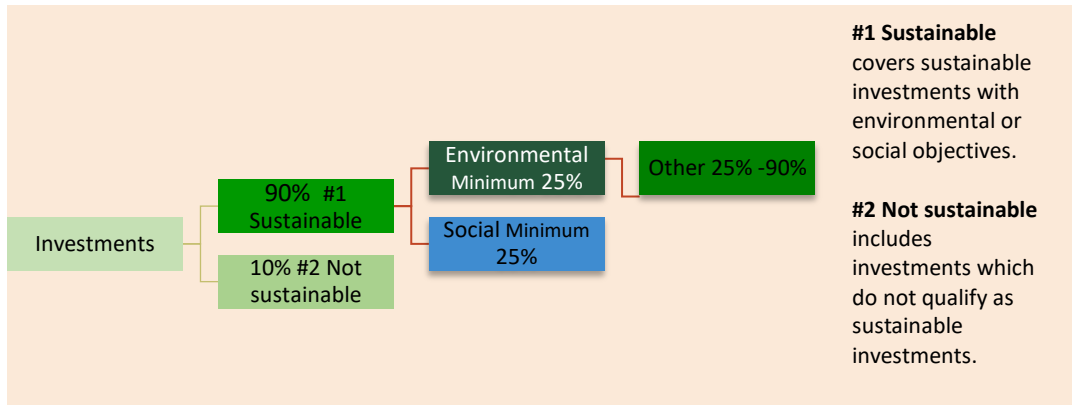 Investments
90% #1
Sustainable
10% #2 Not
sustainable
Environmental
Minimum 25%
Social Minimum
25%
Other 25% -90%
#1 Sustainable
covers sustainable
investments with
environmental or
social objectives.
#2 Not sustainable
includes
investments which
do not qualify as
sustainable
investments.